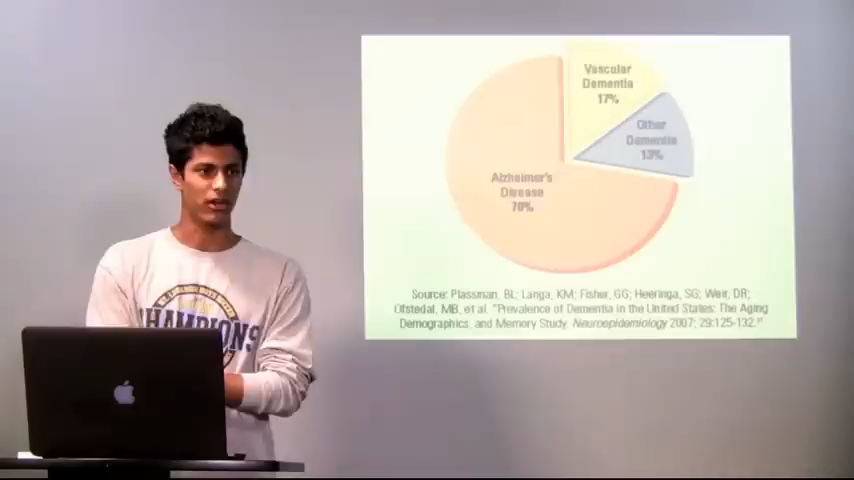 Vascular
Dementia
17%
Other
Dementia
13%
Alzheimer's
Disease
70%
Source: Plassman, BL; Langa, KM; Fisher, GG; Heeringa, SG; Weir, DR;
Ofstedal, MB, et al. "Prevalence of Dementia in the United States: The Aging
Demographics, and Memory Study. Neuroepidemiology 2007; 29:125-132."
CHAMPIONS